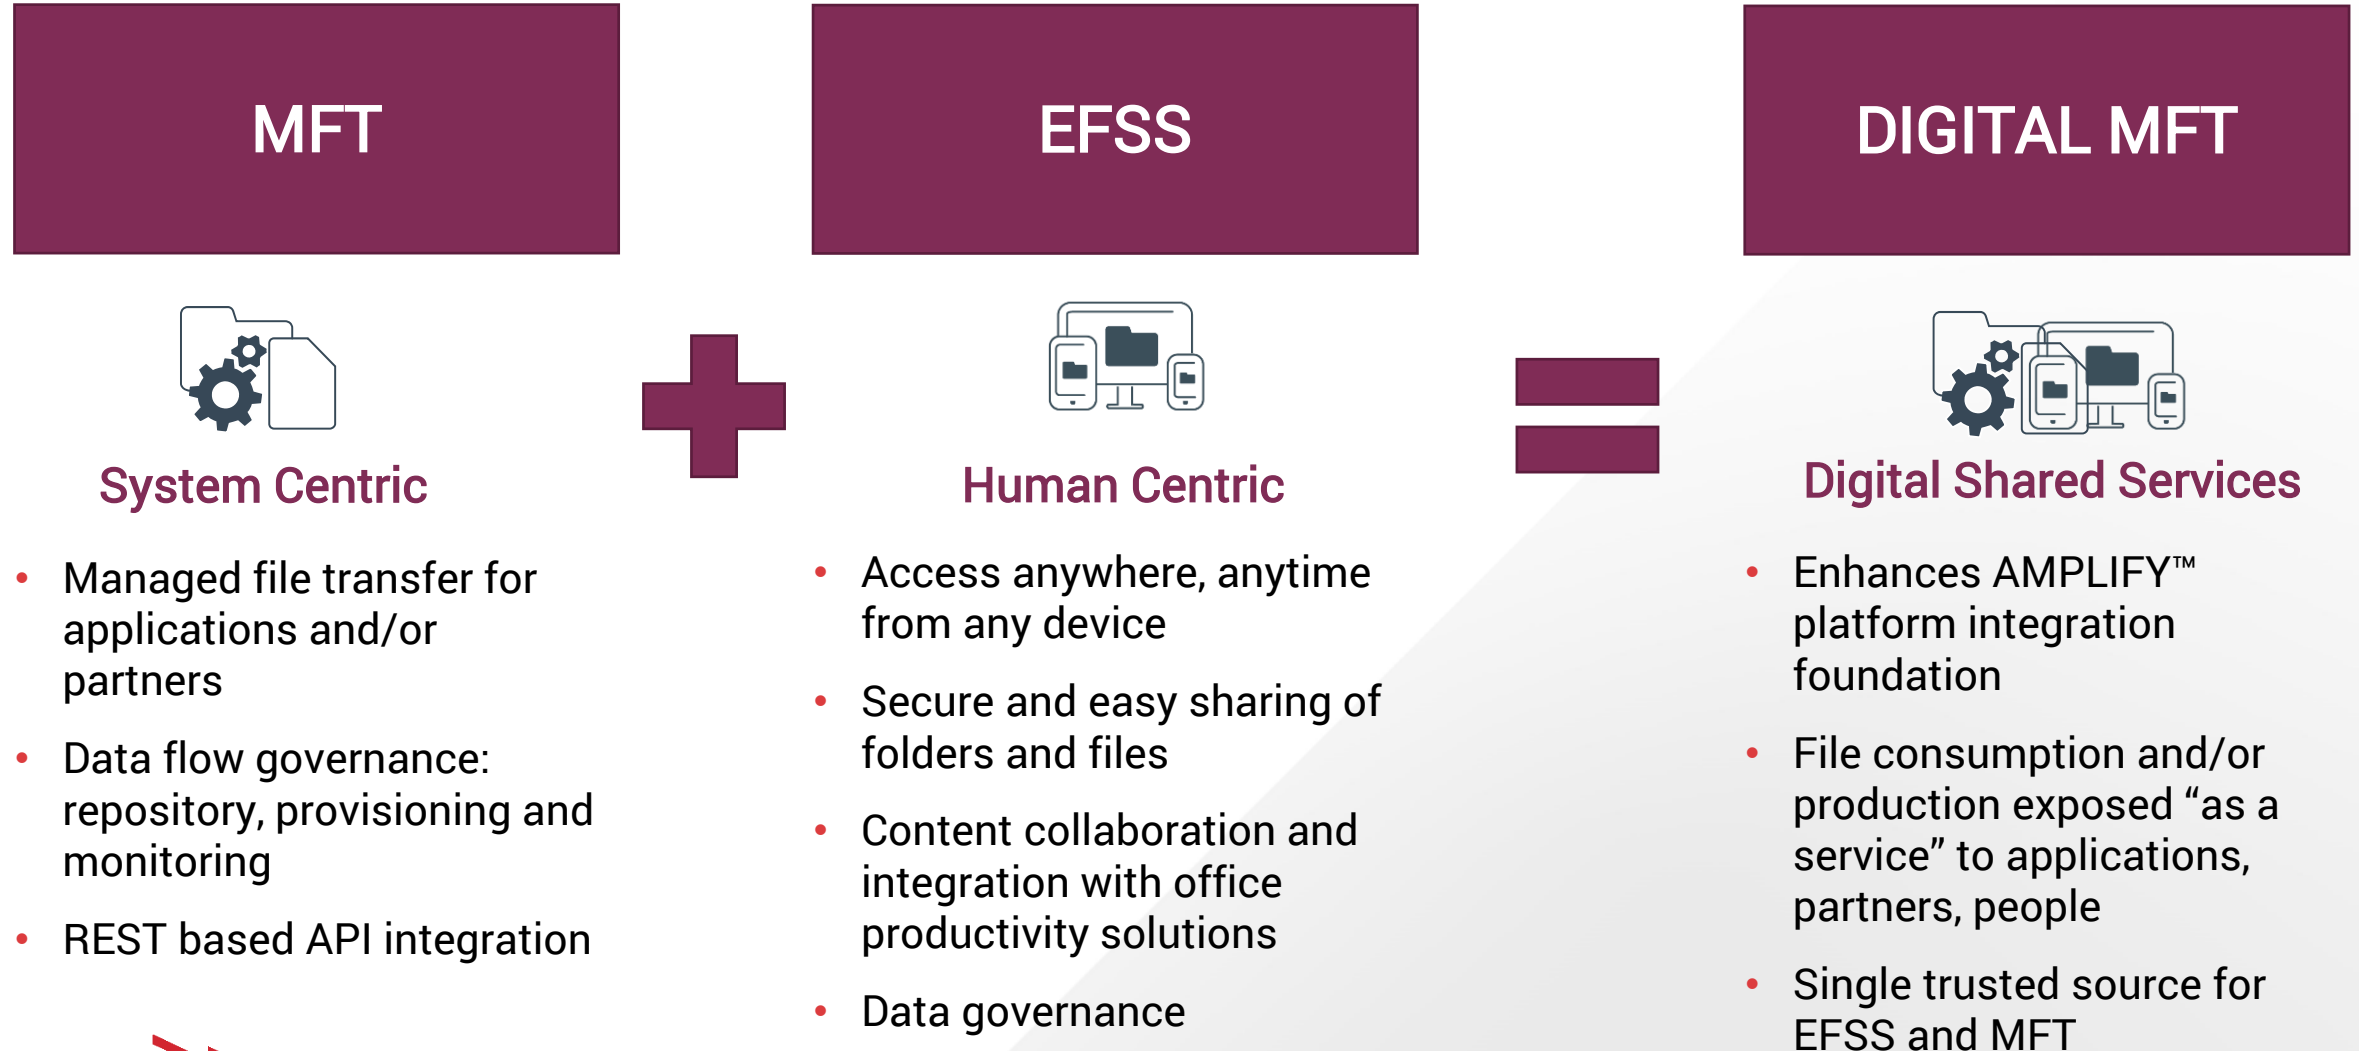 MFT
System Centric
• Managed file transfer for
applications and/or
partners
• Data flow governance:
repository, provisioning and
monitoring
• REST based API integration
EFSS
Human Centric
• Access anywhere, anytime
from any device
• Secure and easy sharing of
folders and files
• Content collaboration and
integration with office
productivity solutions
• Data governance
DIGITAL MFT
Digital Shared Services
• Enhances AMPLIFY™
platform integration
foundation
• File consumption and/or
production exposed “as a
service” to applications,
partners, people
• Single trusted source for
EFSS and MFT